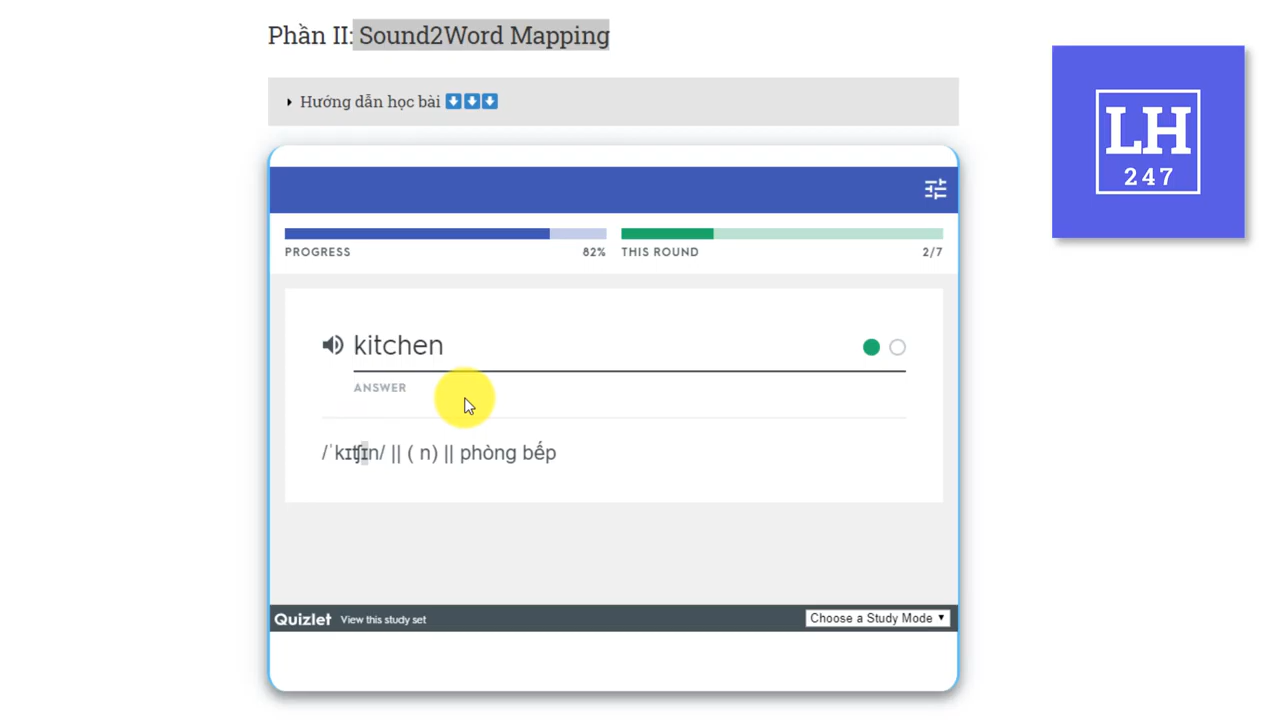 Phần II: Sound2Word Mapping
Hướng dẫn học bài
LH
247
PROGRESS 82% THIS ROUND 2/7
kitchen
ANSWER
/ˈkɪʧɪn/ || ( n) || phòng bếp
Quizlet View this study set Choose a Study Mode